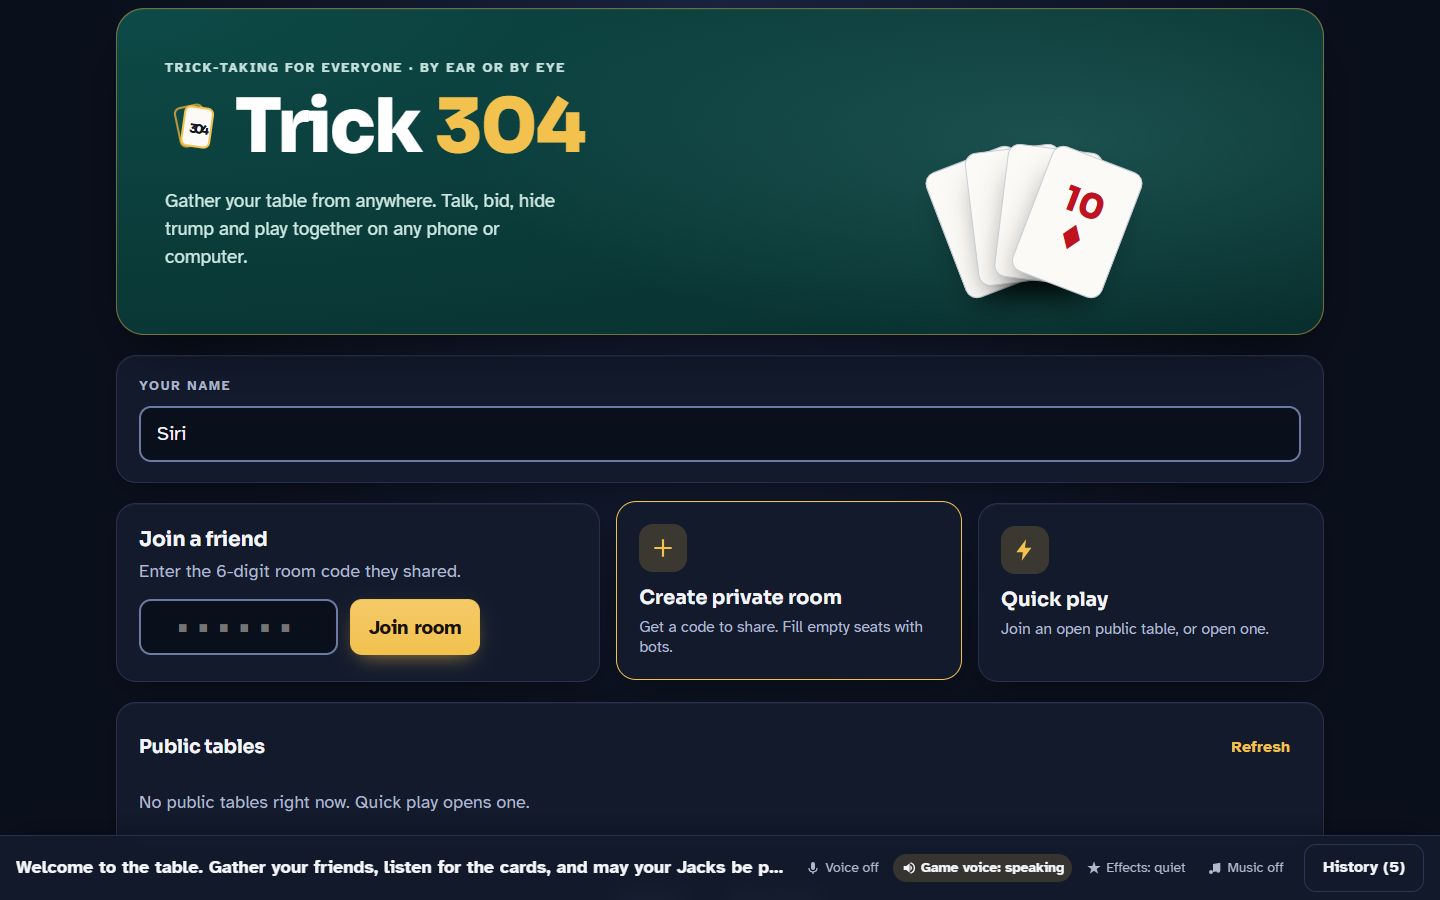 TRICK-TAKING FOR EVERYONE · BY EAR OR BY EYE
304
Trick 304
Gather your table from anywhere. Talk, bid, hide
trump and play together on any phone or
computer.
10
YOUR NAME
Siri
Join a friend
Enter the 6-digit room code they shared.
Join room
Create private room
Get a code to share. Fill empty seats with
bots.
Quick play
Join an open public table, or open one.
Public tables
Refresh
No public tables right now. Quick play opens one.
Welcome to the table. Gather your friends, listen for the cards, and may your Jacks be p...
Voice off
Game voice: speaking
Effects: quiet
Music off
History (5)